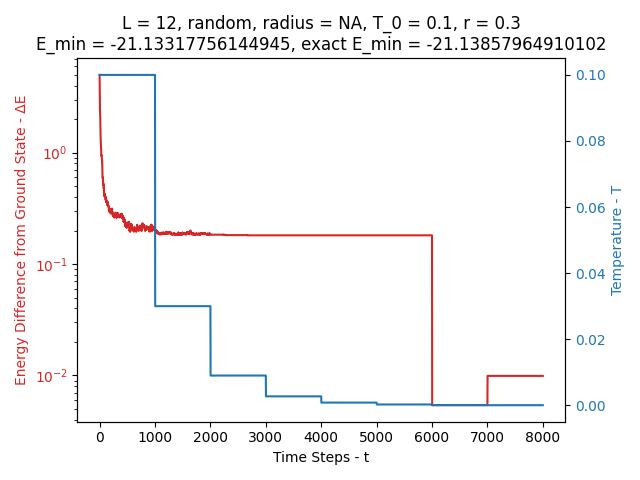 L = 12, random, radius = NA, T_0 = 0.1, r = 0.3
E_min = -21.13317756144945, exact E_min = -21.13857964910102
Energy Difference from Ground State - ΔE
10^0
10^-1
10^-2
0.10
0.08
0.06
0.04
0.02
0.00
Temperature - T
0 1000 2000 3000 4000 5000 6000 7000 8000
Time Steps - t